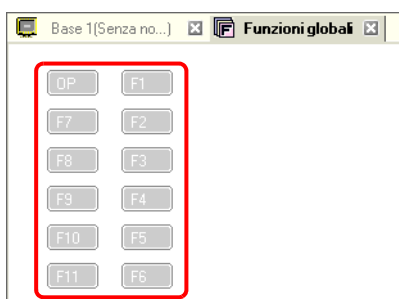 Base 1(Senza no...) Funzioni globali
OP F1
F7 F2
F8 F3
F9 F4
F10 F5
F11 F6